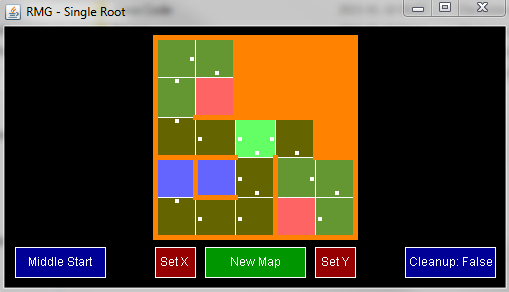 RMG - Single Root
Middle Start
Set X
New Map
Set Y
Cleanup: False